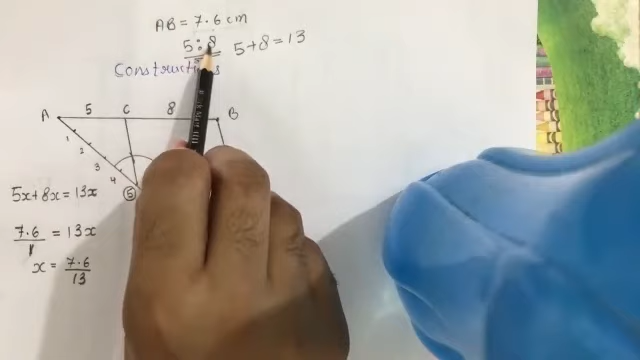 AB = 7.6 cm
5:8 5+8=13
Constructions
A 5 C 8 B
1
2
3
4
5
5x+8x=13x
7.6 = 13x
1
x = 7.6
13